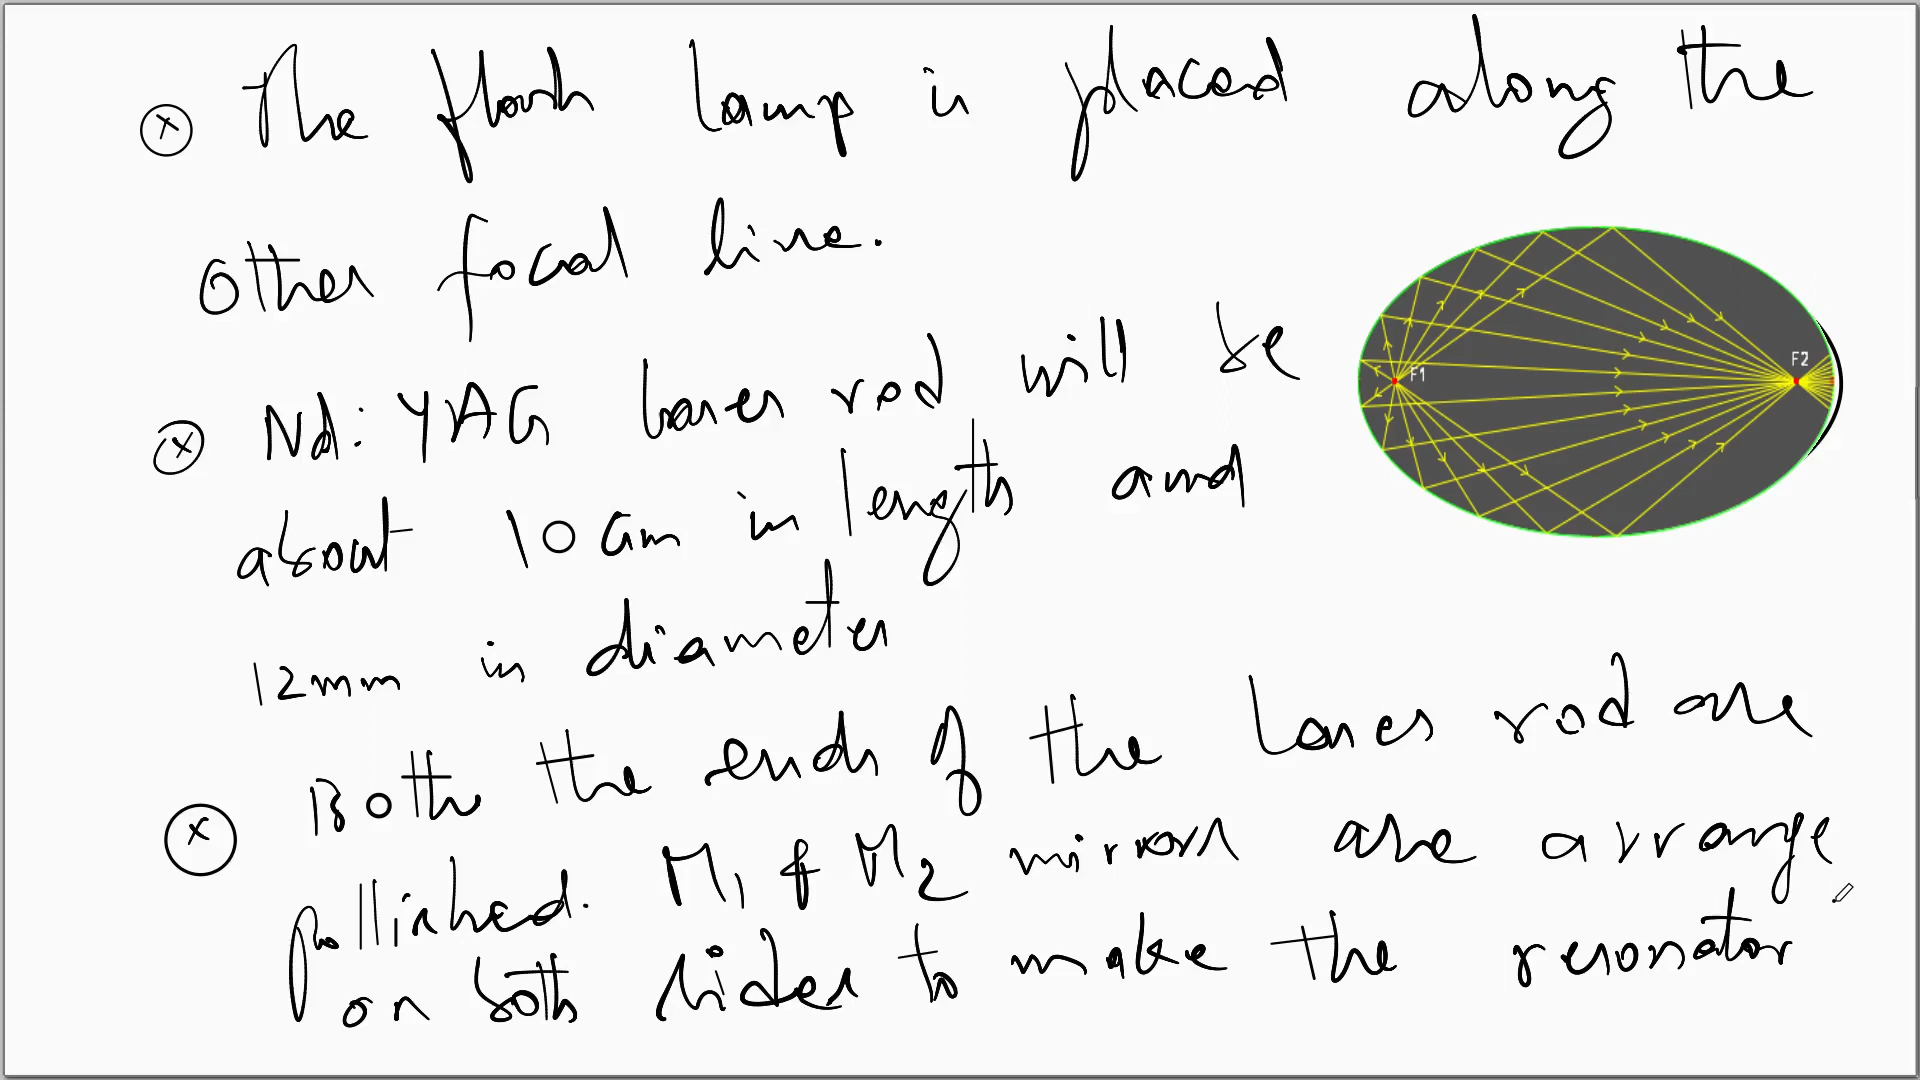 The flash lamp is placed along the
other focal line.
Nd: YAG laser rod will be
about 10 cm in length and
12mm in diameter
Both the ends of the laser rod are
pollished. M1 & M2 mirrors are arrange
on both sides to make the resonator
F1
F2